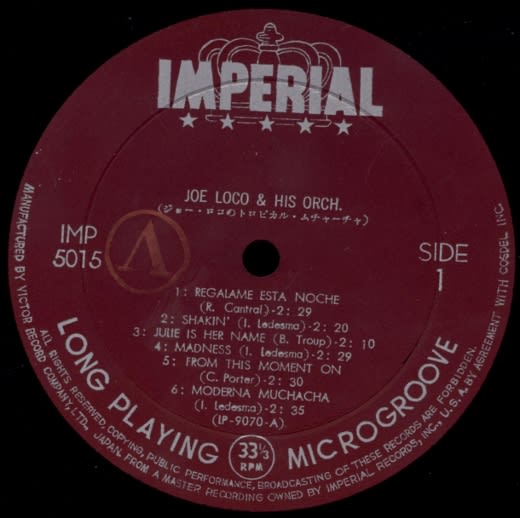 IMPERIAL
JOE LOCO & HIS ORCH.
(ジョー・ロコのトロピカル・ムチャーチャ)
IMP
5015
SIDE
1
1: REGALAME ESTA NOCHE
(R. Cantral)-2: 29
2: SHAKIN' (I. Ledesma)-2: 20
3: JULIE IS HER NAME (B. Troup)-2: 10
4: MADNESS (I. Ledesma)-2: 29
5: FROM THIS MOMENT ON
(C. Porter)-2: 30
6: MODERNA MUCHACHA
(I. Ledesma)-2: 35
(LP-9070-A)
LONG PLAYING
33⅓
RPM
MICROGROOVE
MANUFACTURED BY VICTOR RECORD COMPANY, LTD. JAPAN FROM A MASTER RECORDING OWNED BY IMPERIAL RECORDS, INC., U.S.A. BY AGREEMENT WITH COSDEL INC.
ALL RIGHTS RESERVED, COPYING, PUBLIC PERFORMANCE, BROADCASTING OF THESE RECORDS ARE FORBIDDEN.